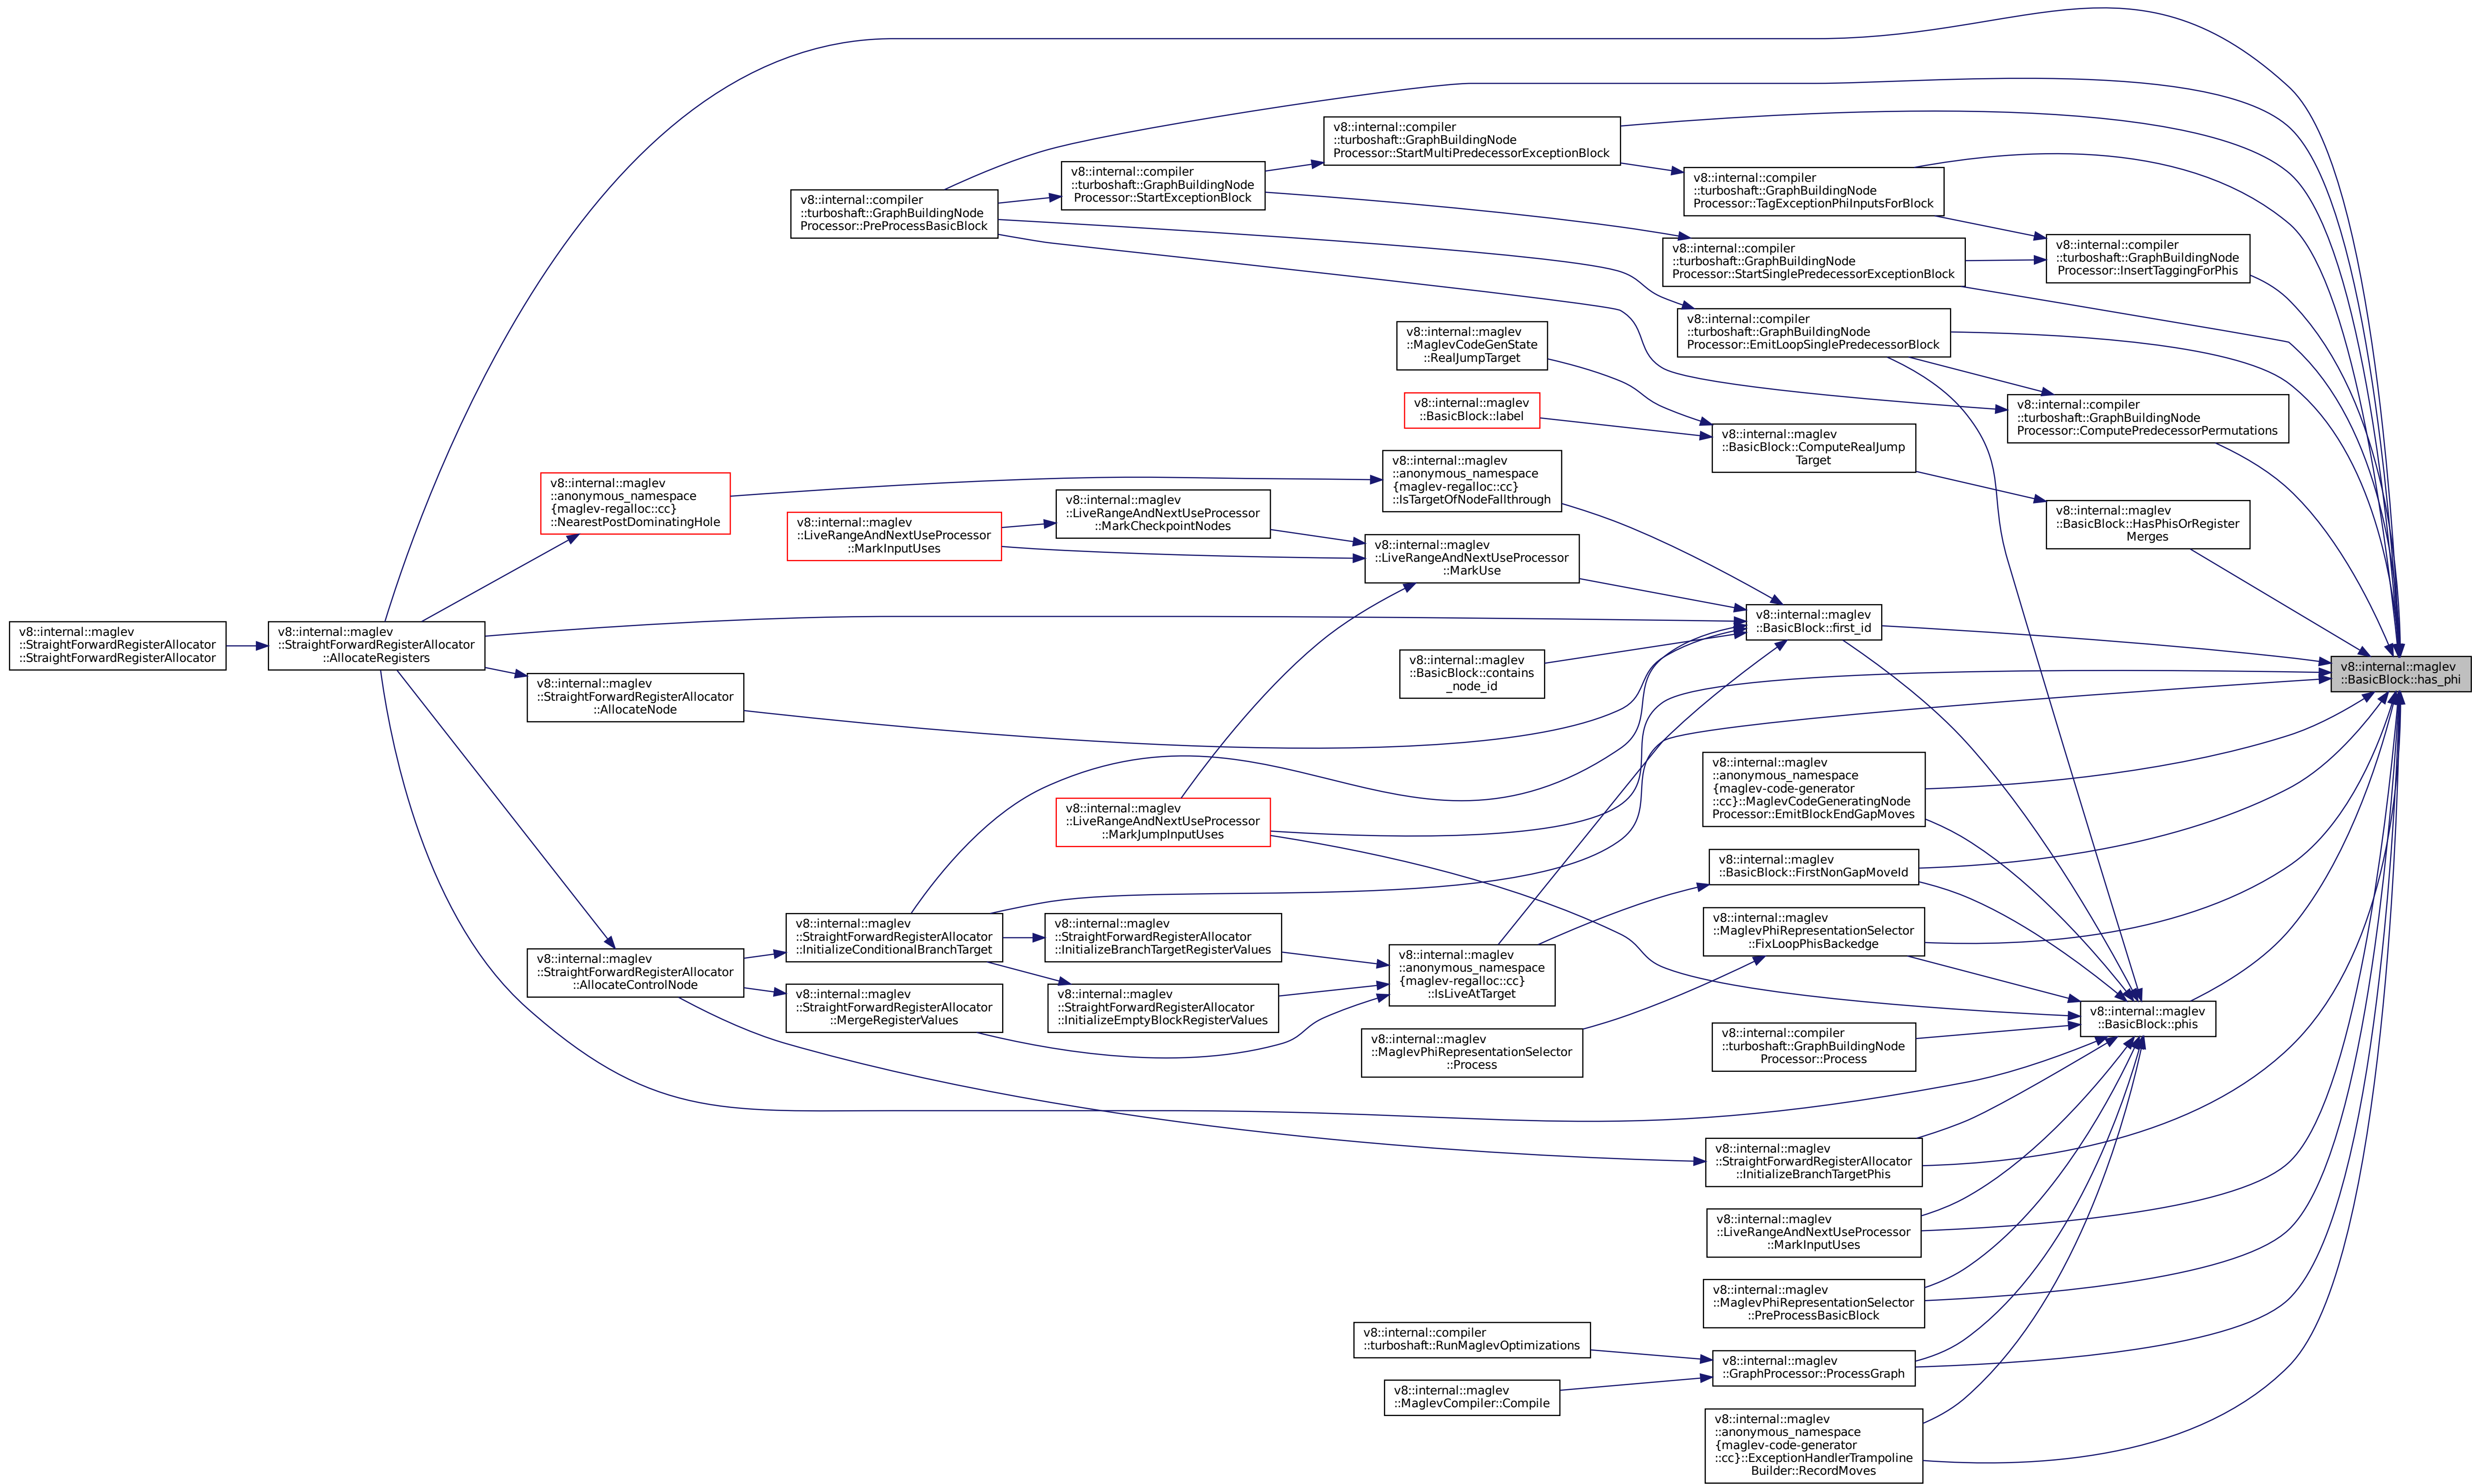 v8::internal::compiler
::turboshaft::GraphBuildingNode
Processor::StartMultiPredecessorExceptionBlock
v8::internal::compiler
::turboshaft::GraphBuildingNode
Processor::StartExceptionBlock
v8::internal::compiler
::turboshaft::GraphBuildingNode
Processor::TagExceptionPhiInputsForBlock
v8::internal::compiler
::turboshaft::GraphBuildingNode
Processor::PreProcessBasicBlock
v8::internal::compiler
::turboshaft::GraphBuildingNode
Processor::InsertTaggingForPhis
v8::internal::compiler
::turboshaft::GraphBuildingNode
Processor::StartSinglePredecessorExceptionBlock
v8::internal::compiler
::turboshaft::GraphBuildingNode
Processor::EmitLoopSinglePredecessorBlock
v8::internal::maglev
::MaglevCodeGenState
::RealJumpTarget
v8::internal::maglev
::BasicBlock::label
v8::internal::compiler
::turboshaft::GraphBuildingNode
Processor::ComputePredecessorPermutations
v8::internal::maglev
::BasicBlock::ComputeRealJump
Target
v8::internal::maglev
::anonymous_namespace
{maglev-regalloc::cc}
::IsTargetOfNodeFallthrough
v8::internal::maglev
::anonymous_namespace
{maglev-regalloc::cc}
::NearestPostDominatingHole
v8::internal::maglev
::LiveRangeAndNextUseProcessor
::MarkCheckpointNodes
v8::internal::maglev
::BasicBlock::HasPhisOrRegister
Merges
v8::internal::maglev
::LiveRangeAndNextUseProcessor
::MarkInputUses
v8::internal::maglev
::LiveRangeAndNextUseProcessor
::MarkUse
v8::internal::maglev
::BasicBlock::first_id
v8::internal::maglev
::StraightForwardRegisterAllocator
::StraightForwardRegisterAllocator
v8::internal::maglev
::StraightForwardRegisterAllocator
::AllocateRegisters
v8::internal::maglev
::BasicBlock::contains
_node_id
v8::internal::maglev
::BasicBlock::has_phi
v8::internal::maglev
::StraightForwardRegisterAllocator
::AllocateNode
v8::internal::maglev
::anonymous_namespace
{maglev-code-generator
::cc}::MaglevCodeGeneratingNode
Processor::EmitBlockEndGapMoves
v8::internal::maglev
::LiveRangeAndNextUseProcessor
::MarkJumpInputUses
v8::internal::maglev
::BasicBlock::FirstNonGapMoveId
v8::internal::maglev
::MaglevPhiRepresentationSelector
::FixLoopPhisBackedge
v8::internal::maglev
::StraightForwardRegisterAllocator
::InitializeConditionalBranchTarget
v8::internal::maglev
::StraightForwardRegisterAllocator
::InitializeBranchTargetRegisterValues
v8::internal::maglev
::StraightForwardRegisterAllocator
::AllocateControlNode
v8::internal::maglev
::anonymous_namespace
{maglev-regalloc::cc}
::IsLiveAtTarget
v8::internal::maglev
::StraightForwardRegisterAllocator
::MergeRegisterValues
v8::internal::maglev
::StraightForwardRegisterAllocator
::InitializeEmptyBlockRegisterValues
v8::internal::maglev
::BasicBlock::phis
v8::internal::compiler
::turboshaft::GraphBuildingNode
Processor::Process
v8::internal::maglev
::MaglevPhiRepresentationSelector
::Process
v8::internal::maglev
::StraightForwardRegisterAllocator
::InitializeBranchTargetPhis
v8::internal::maglev
::LiveRangeAndNextUseProcessor
::MarkInputUses
v8::internal::maglev
::MaglevPhiRepresentationSelector
::PreProcessBasicBlock
v8::internal::compiler
::turboshaft::RunMaglevOptimizations
v8::internal::maglev
::GraphProcessor::ProcessGraph
v8::internal::maglev
::MaglevCompiler::Compile
v8::internal::maglev
::anonymous_namespace
{maglev-code-generator
::cc}::ExceptionHandlerTrampoline
Builder::RecordMoves